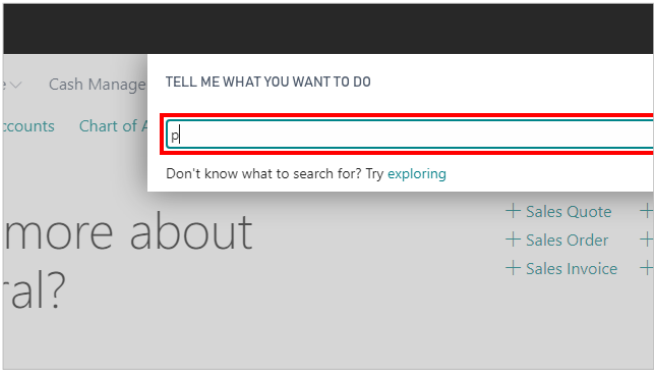 TELL ME WHAT YOU WANT TO DO
Cash Manage
p
ccounts Chart of A
Don't know what to search for? Try exploring
more about
ral?
+ Sales Quote +
+ Sales Order +
+ Sales Invoice +